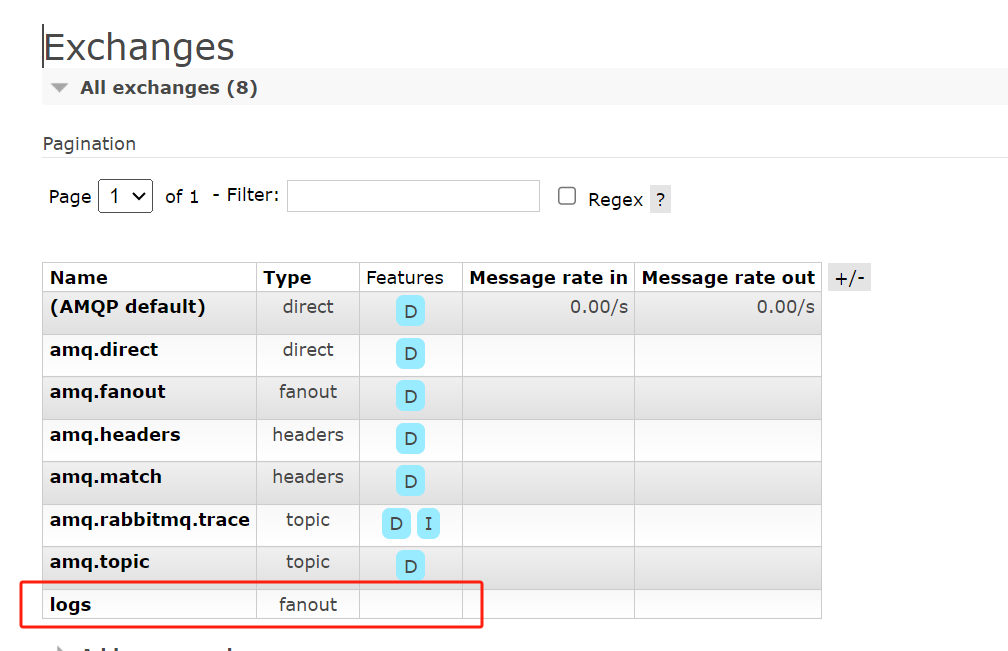 Exchanges
All exchanges (8)
Pagination
Page 1 of 1 - Filter: Regex ?
Name Type Features Message rate in Message rate out +/-
(AMQP default) direct D 0.00/s 0.00/s
amq.direct direct D
amq.fanout fanout D
amq.headers headers D
amq.match headers D
amq.rabbitmq.trace topic D I
amq.topic topic D
logs fanout